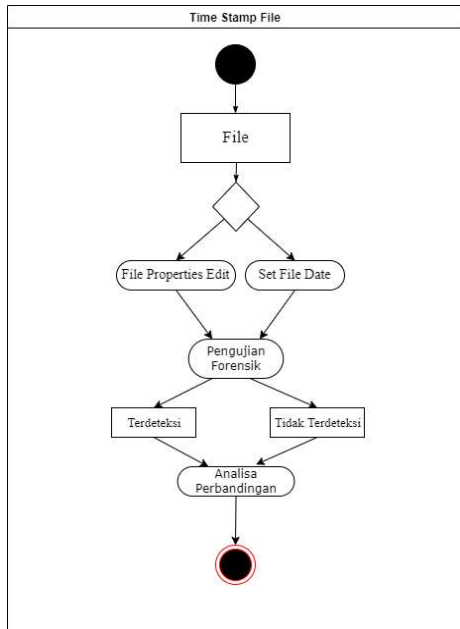 Time Stamp File
File
File Properties Edit
Set File Date
Pengujian
Forensik
Terdeteksi
Tidak Terdeteksi
Analisa
Perbandingan